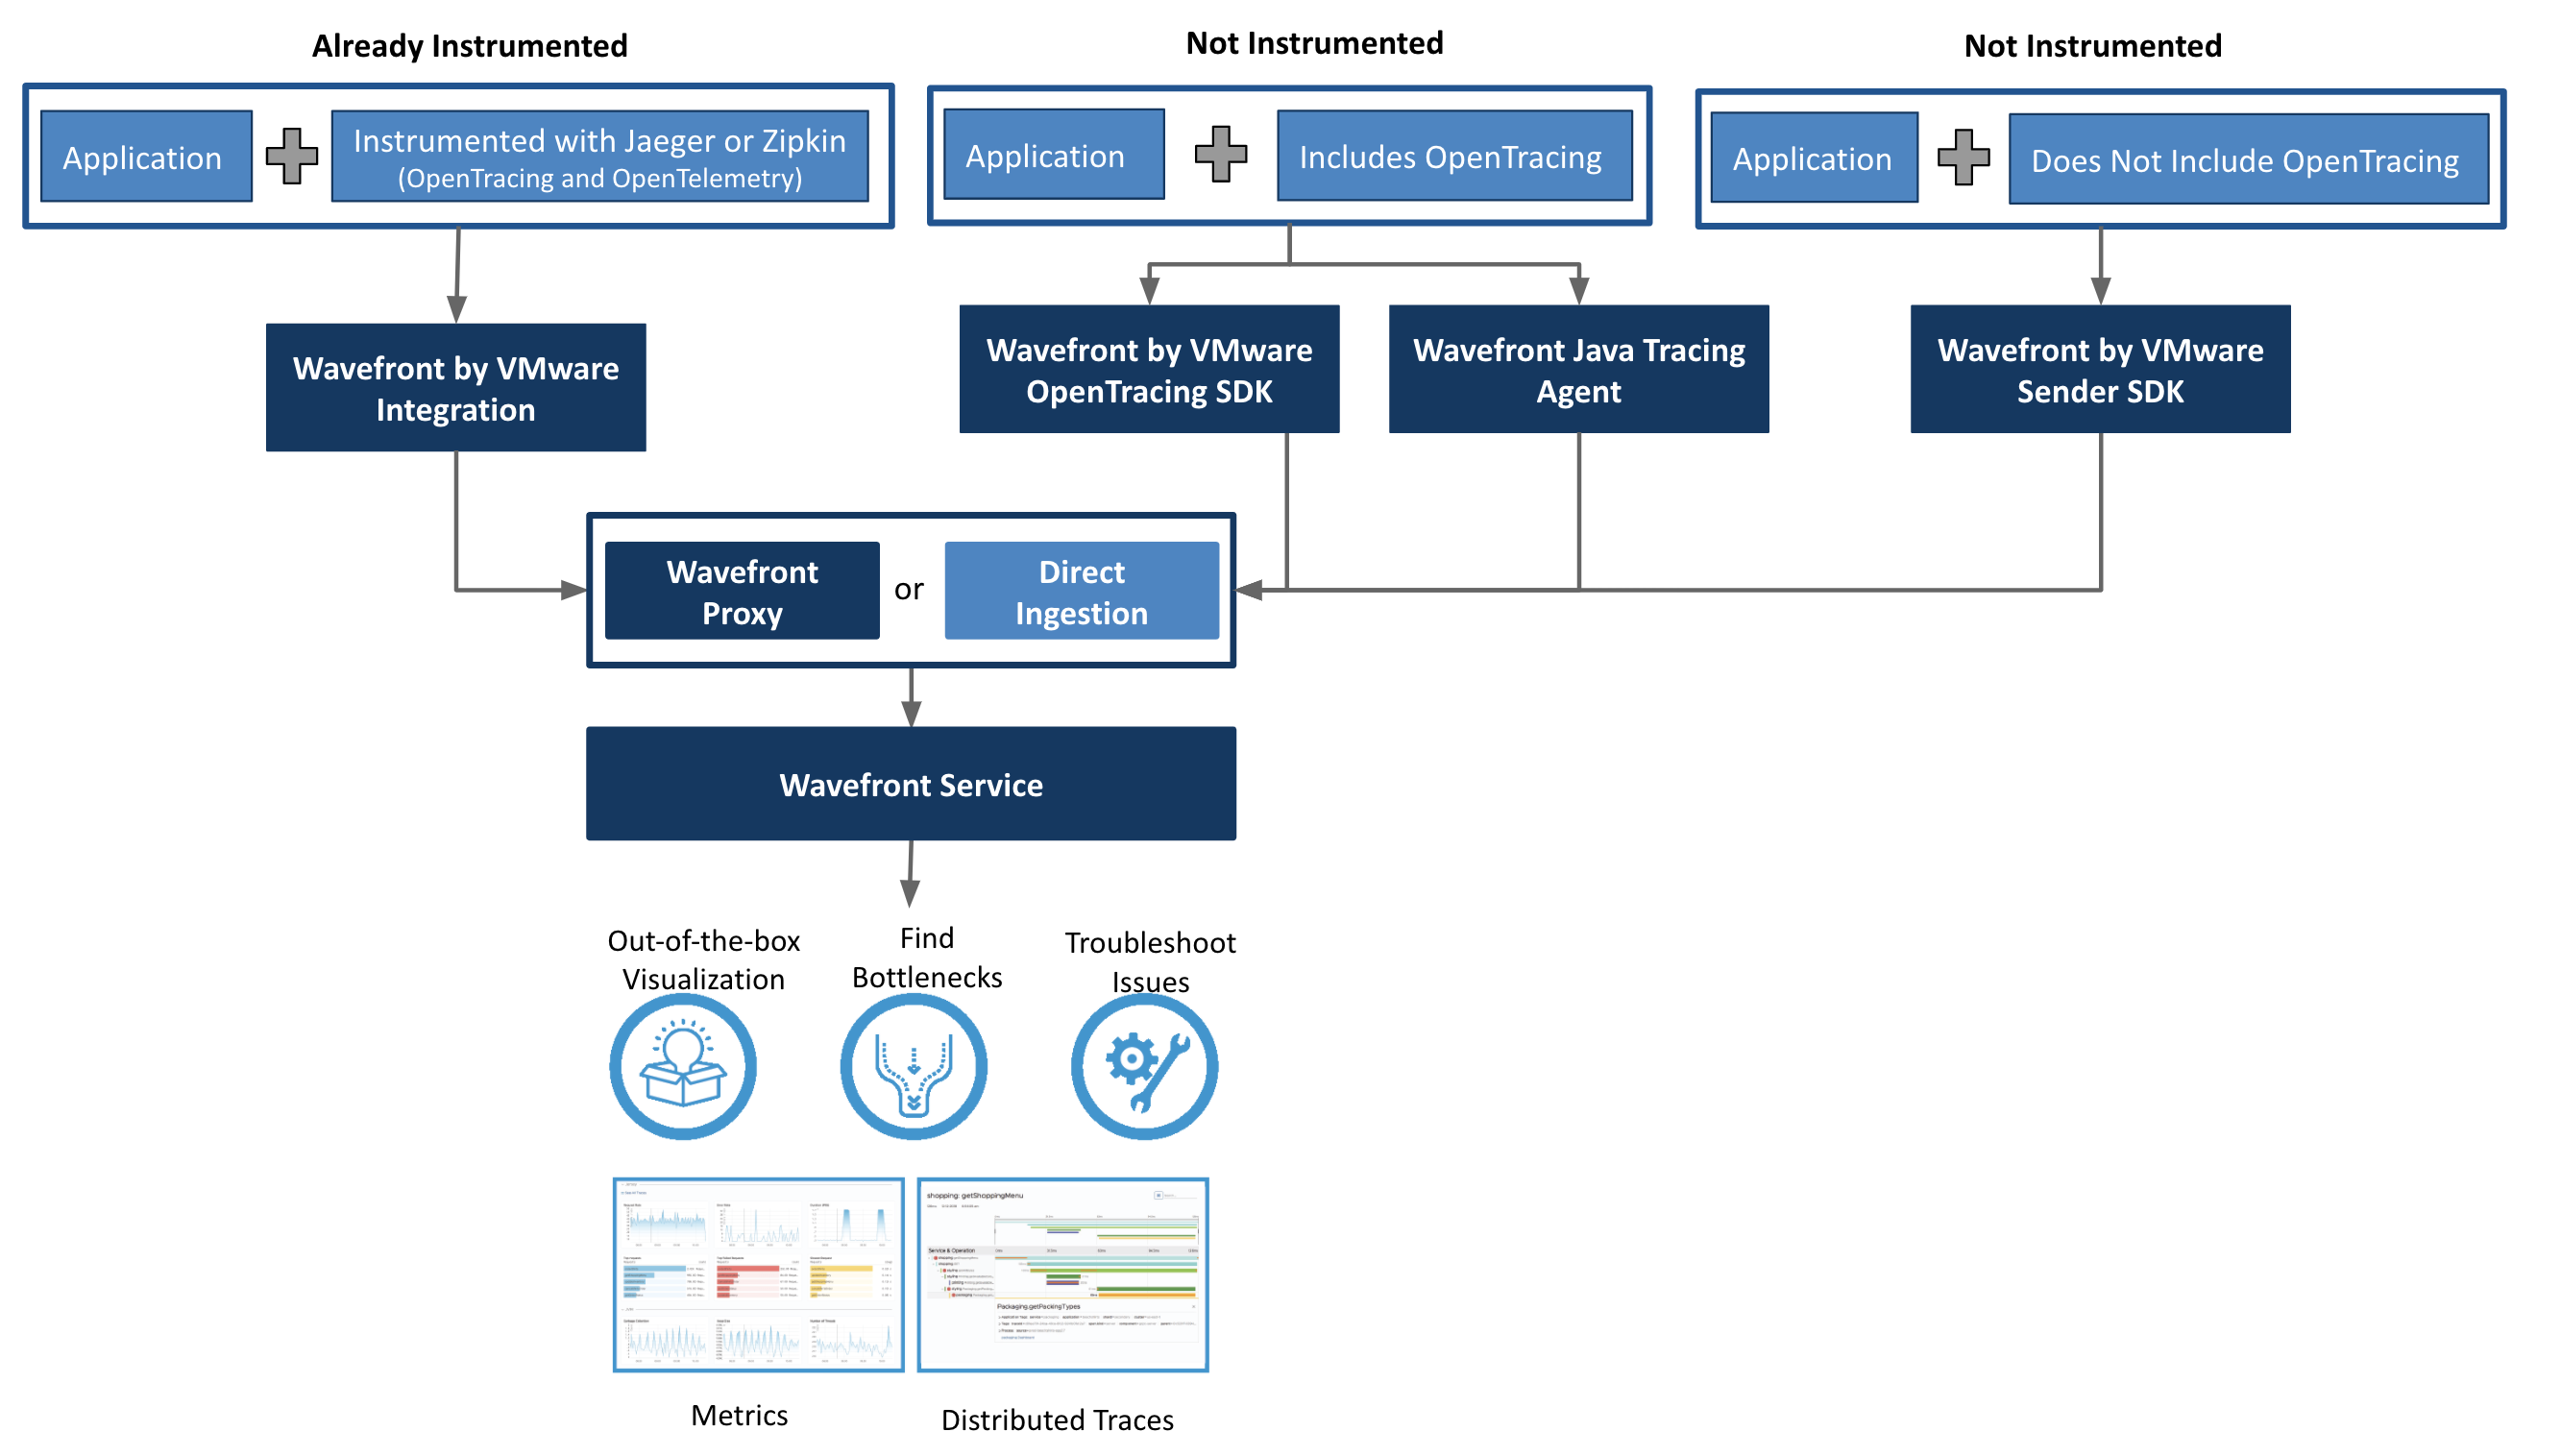 Already Instrumented
Not Instrumented
Not Instrumented
Application
Instrumented with Jaeger or Zipkin
(OpenTracing and OpenTelemetry)
Application
Includes OpenTracing
Application
Does Not Include OpenTracing
Wavefront by VMware
Integration
Wavefront by VMware
OpenTracing SDK
Wavefront Java Tracing
Agent
Wavefront by VMware
Sender SDK
Wavefront
Proxy
or
Direct
Ingestion
Wavefront Service
Out-of-the-box
Visualization
Find
Bottlenecks
Troubleshoot
Issues
shopping: getShoppingMenu
Service & Operation
Packaging.getPackingTypes
Metrics
Distributed Traces